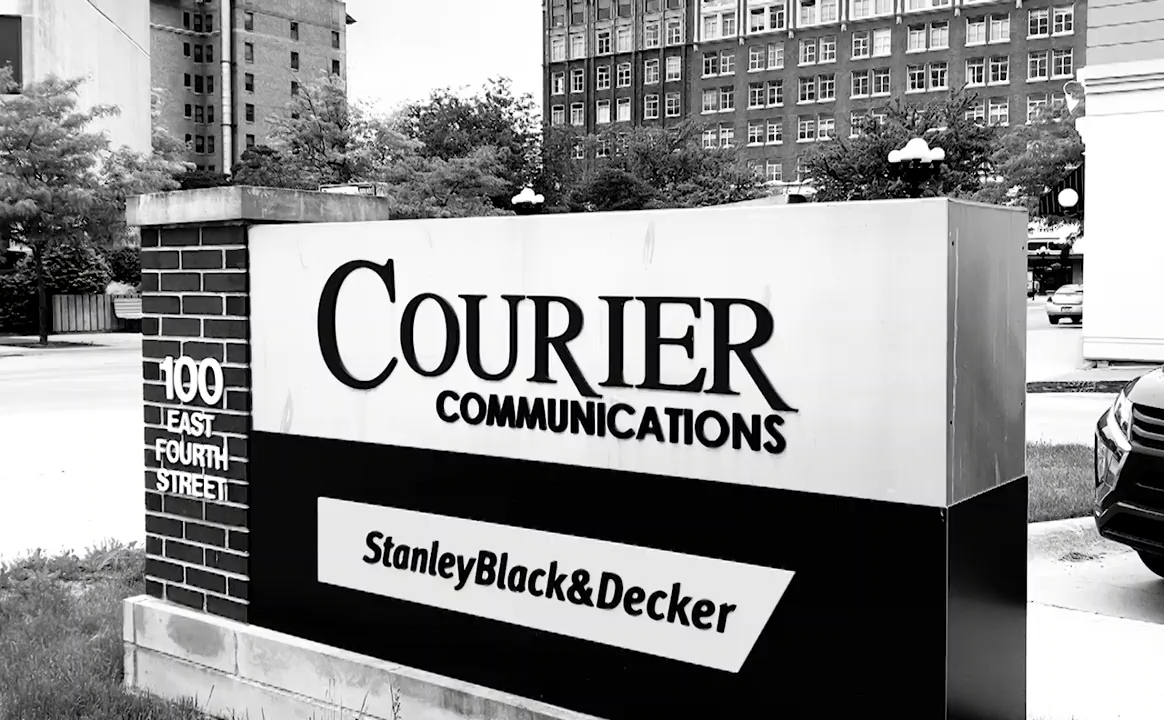 100
EAST
FOURTH
STREET
COURIER
COMMUNICATIONS
StanleyBlack&Decker